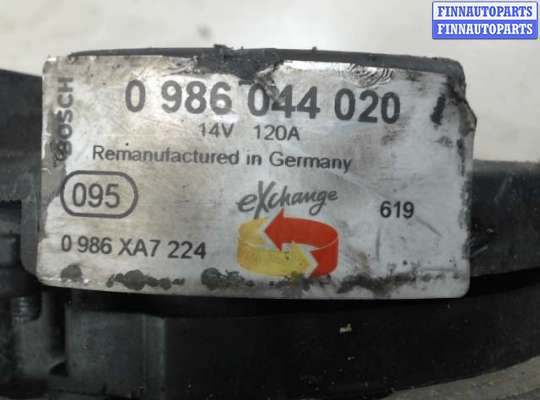 FINNAUTOPARTS
FINNAUTOPARTS
BOSCH
0 986 044 020
14V 120A
Remanufactured in Germany
095
eXchange
619
0 986 XA7 224